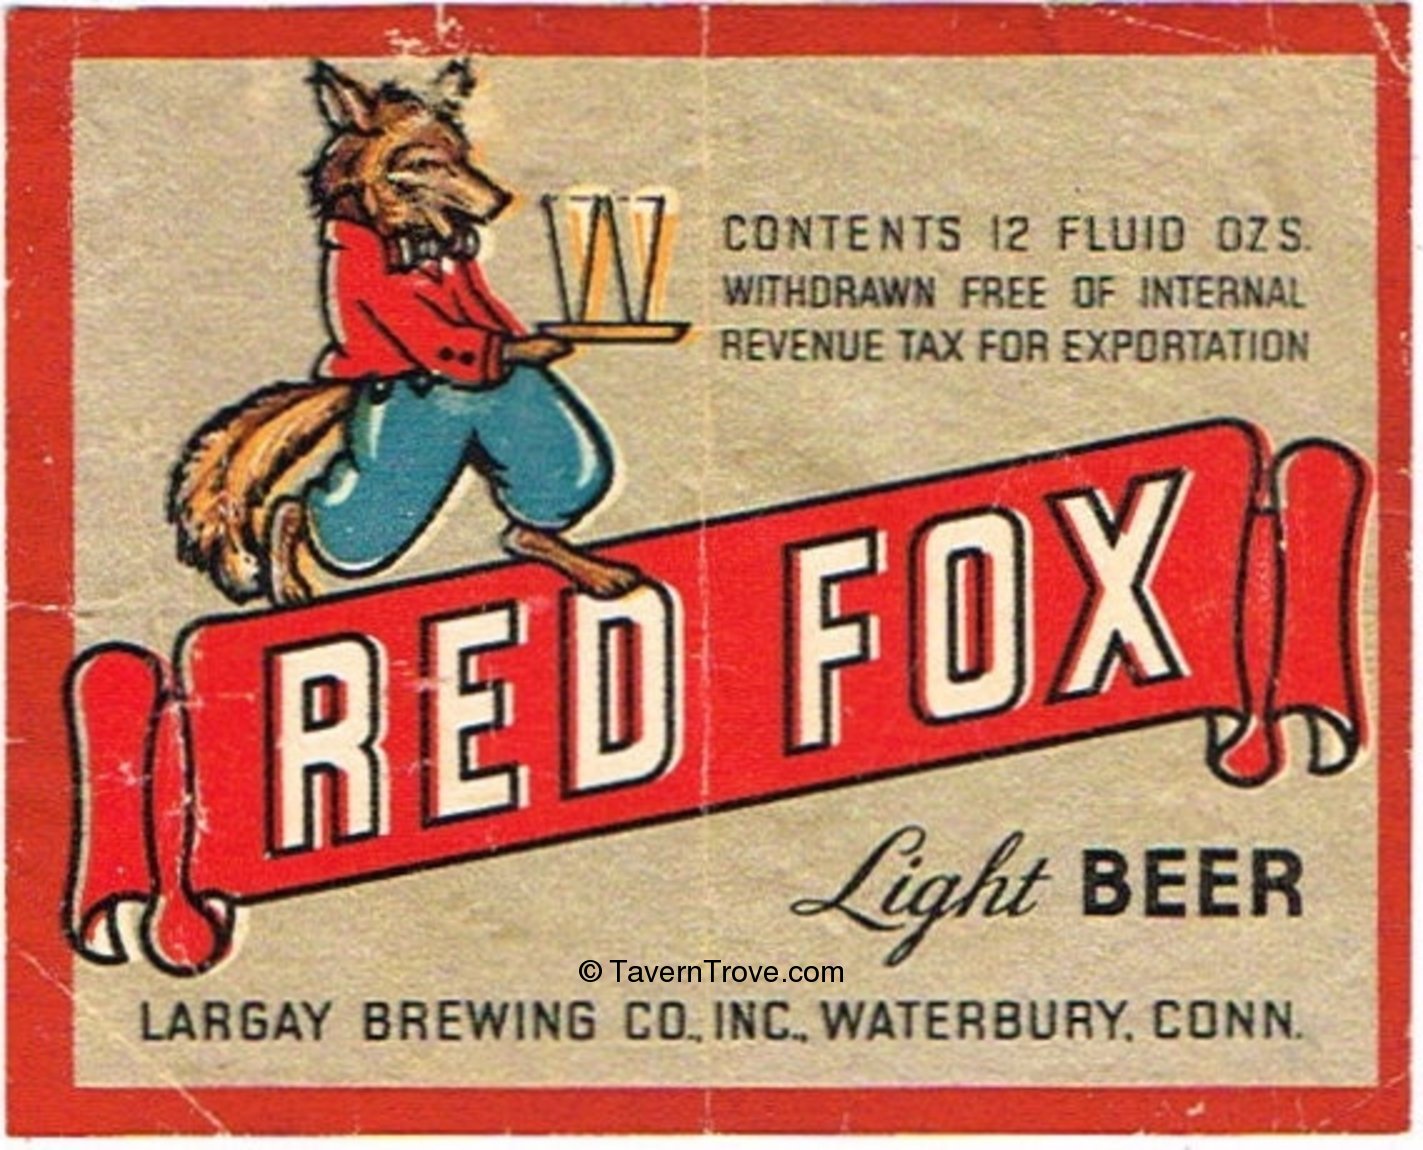 CONTENTS 12 FLUID OZS.
WITHDRAWN FREE OF INTERNAL
REVENUE TAX FOR EXPORTATION
RED FOX
Light BEER
© TavernTrove.com
LARGAY BREWING CO., INC., WATERBURY, CONN.